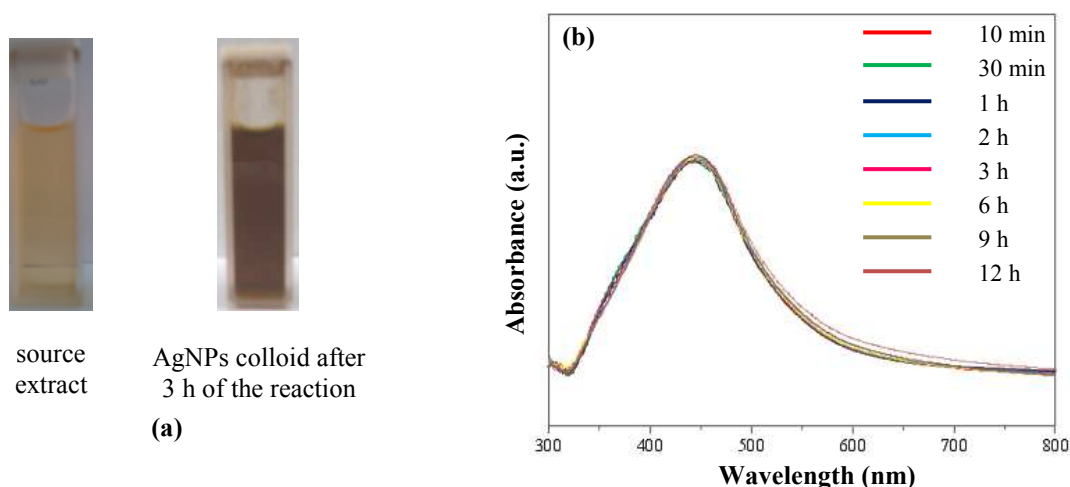 source
extract
AgNPs colloid after
3 h of the reaction
(a)
(b)
10 min
30 min
1 h
2 h
3 h
6 h
9 h
12 h
Absorbance (a.u.)
300 400 500 600 700 800
Wavelength (nm)